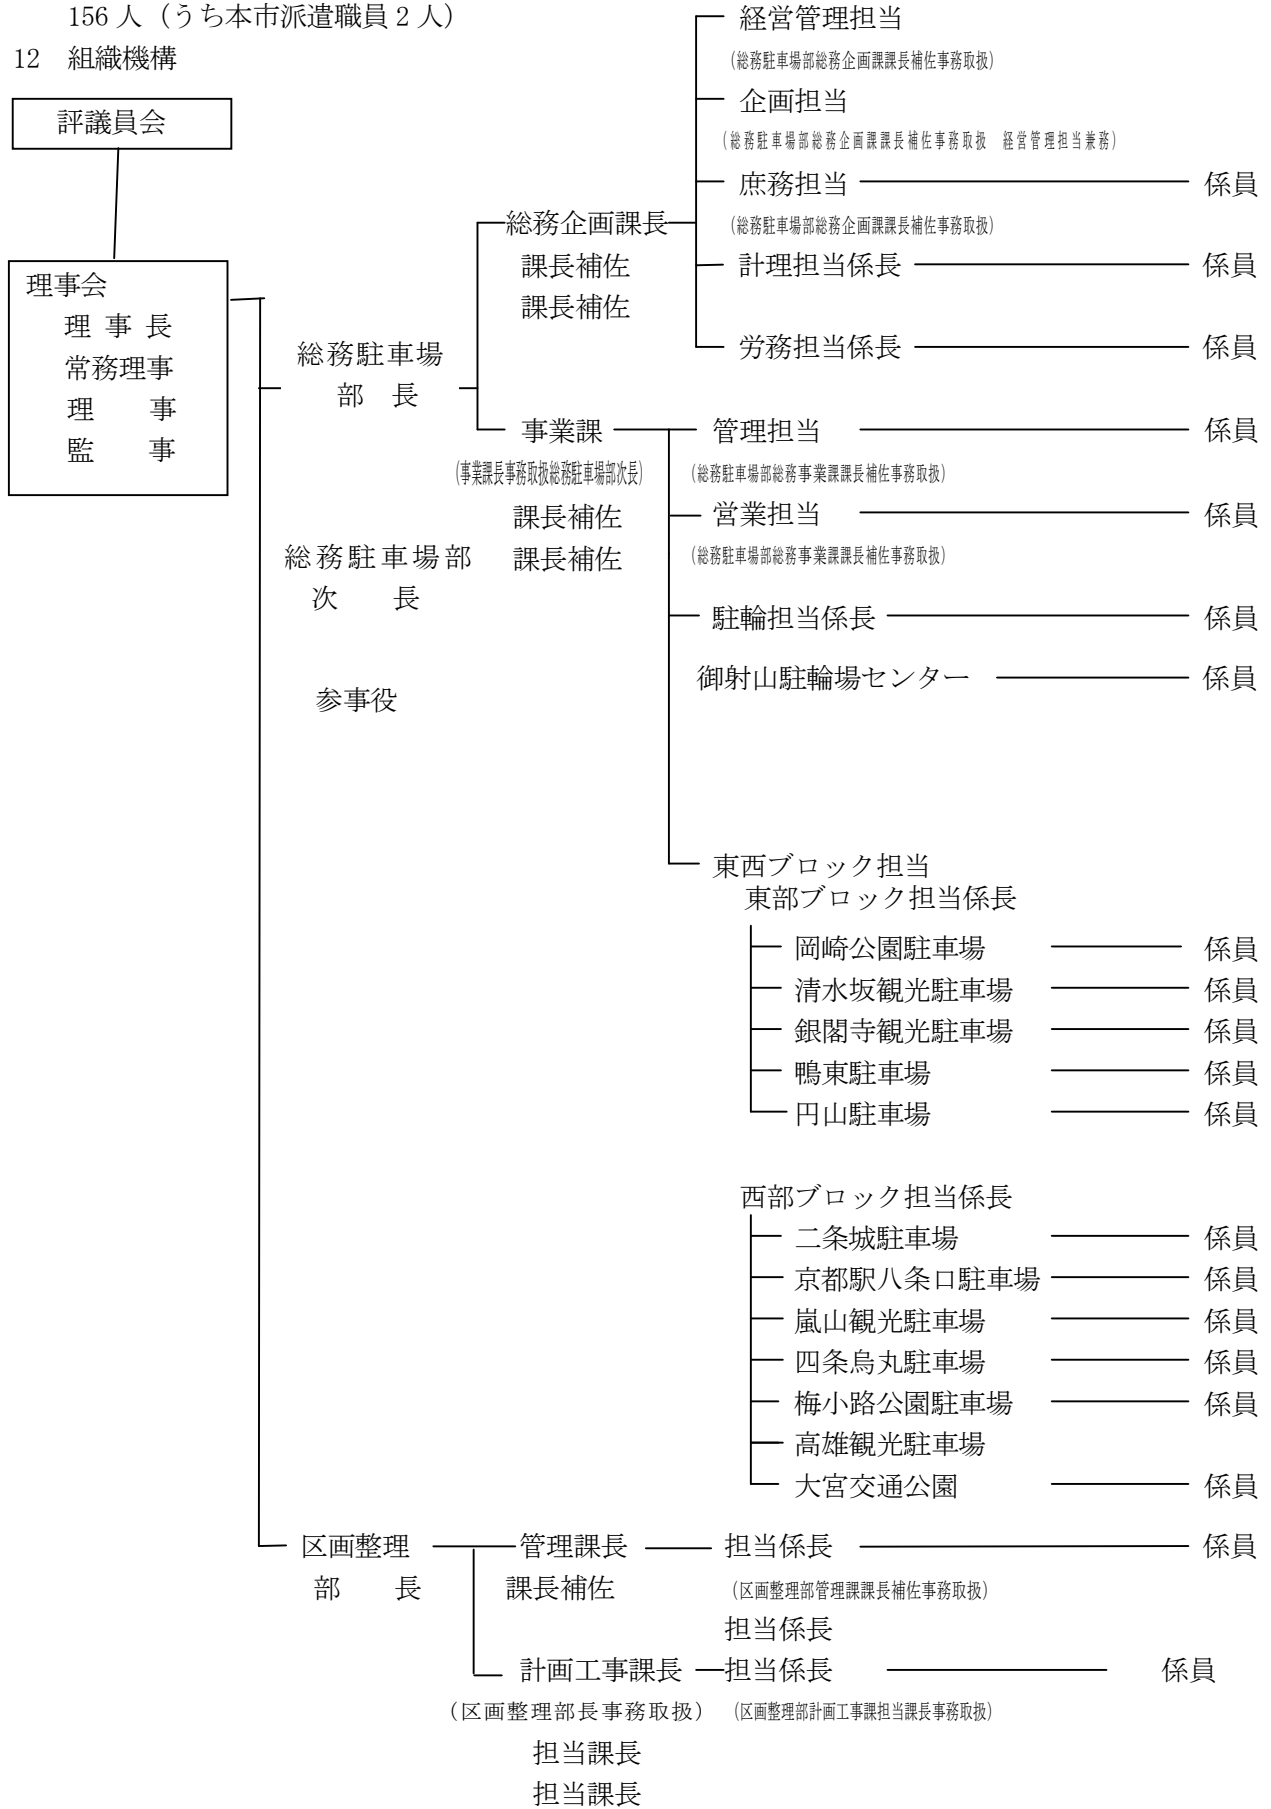 156 人（うち本市派遣職員 2 人）
12　組織機構
評議員会
理事会
理 事 長
常務理事
理　　事
監　　事
総務駐車場
部　長
総務駐車場部
次　　長
参事役
総務企画課長
課長補佐
課長補佐
経営管理担当
（総務駐車場部総務企画課課長補佐事務取扱）
企画担当
（総務駐車場部総務企画課課長補佐事務取扱　経営管理担当兼務）
庶務担当　係員
（総務駐車場部総務企画課課長補佐事務取扱）
計理担当係長　係員
労務担当係長　係員
事業課
（事業課長事務取扱総務駐車場部次長）
課長補佐
課長補佐
管理担当　係員
（総務駐車場部総務事業課課長補佐事務取扱）
営業担当　係員
（総務駐車場部総務事業課課長補佐事務取扱）
駐輪担当係長　係員
御射山駐輪場センター　係員
東西ブロック担当
東部ブロック担当係長
岡崎公園駐車場　係員
清水坂観光駐車場　係員
銀閣寺観光駐車場　係員
鴨東駐車場　係員
円山駐車場　係員
西部ブロック担当係長
二条城駐車場　係員
京都駅八条口駐車場　係員
嵐山観光駐車場　係員
四条烏丸駐車場　係員
梅小路公園駐車場　係員
高雄観光駐車場
大宮交通公園　係員
区画整理
部　　長
管理課長
課長補佐
担当係長　係員
（区画整理部管理課課長補佐事務取扱）
担当係長
計画工事課長
（区画整理部長事務取扱）
担当課長
担当課長
担当係長　係員
（区画整理部計画工事課担当課長事務取扱）